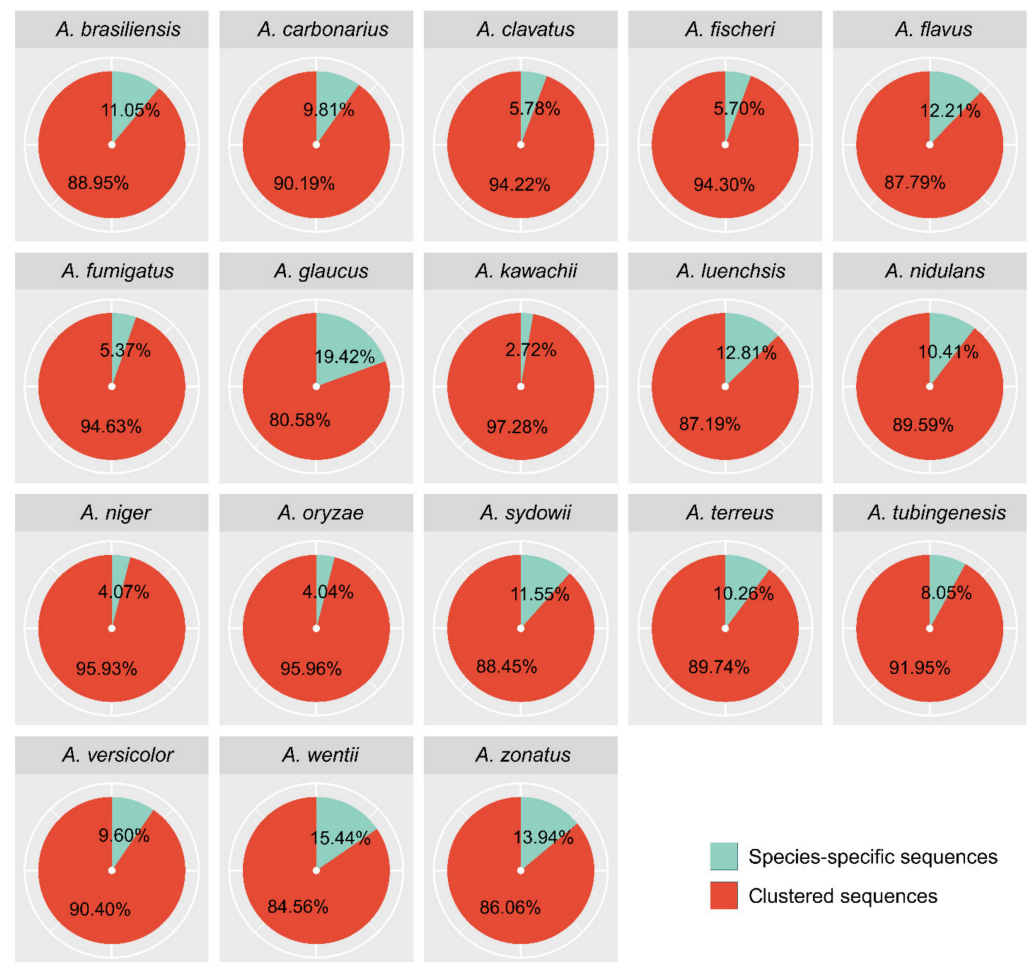 A. brasiliensis
11.05%
88.95%
A. carbonarius
9.81%
90.19%
A. clavatus
5.78%
94.22%
A. fischeri
5.70%
94.30%
A. flavus
12.21%
87.79%
A. fumigatus
5.37%
94.63%
A. glaucus
19.42%
80.58%
A. kawachii
2.72%
97.28%
A. luenchsis
12.81%
87.19%
A. nidulans
10.41%
89.59%
A. niger
4.07%
95.93%
A. oryzae
4.04%
95.96%
A. sydowii
11.55%
88.45%
A. terreus
10.26%
89.74%
A. tubingenesis
8.05%
91.95%
A. versicolor
9.60%
90.40%
A. wentii
15.44%
84.56%
A. zonatus
13.94%
86.06%
Species-specific sequences
Clustered sequences